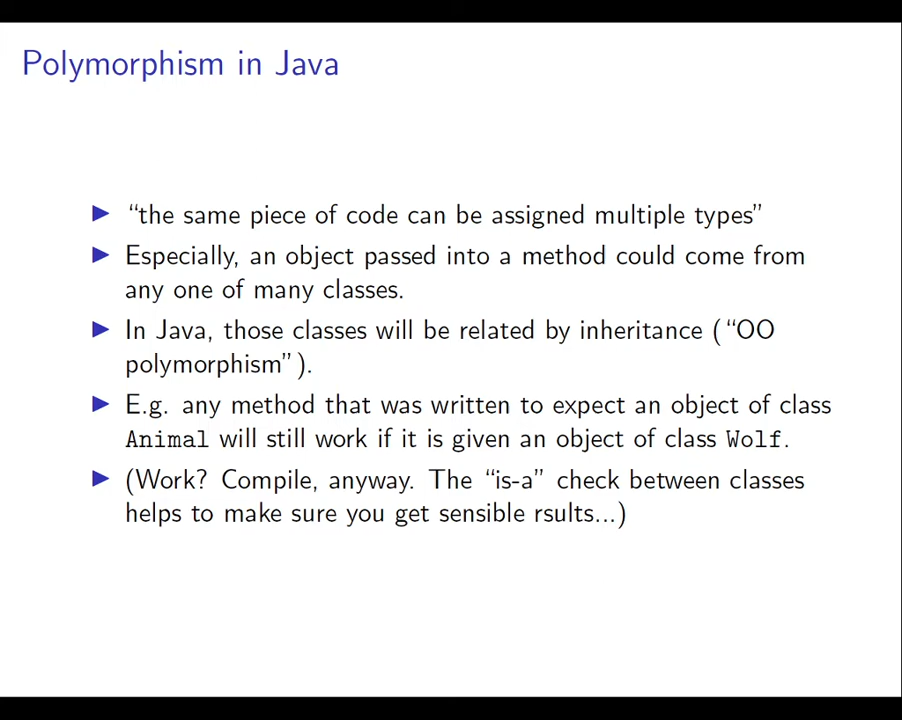 Polymorphism in Java
▶ “the same piece of code can be assigned multiple types”
▶ Especially, an object passed into a method could come from
any one of many classes.
▶ In Java, those classes will be related by inheritance (“OO
polymorphism”).
▶ E.g. any method that was written to expect an object of class
Animal will still work if it is given an object of class Wolf.
▶ (Work? Compile, anyway. The “is-a” check between classes
helps to make sure you get sensible rsults...)